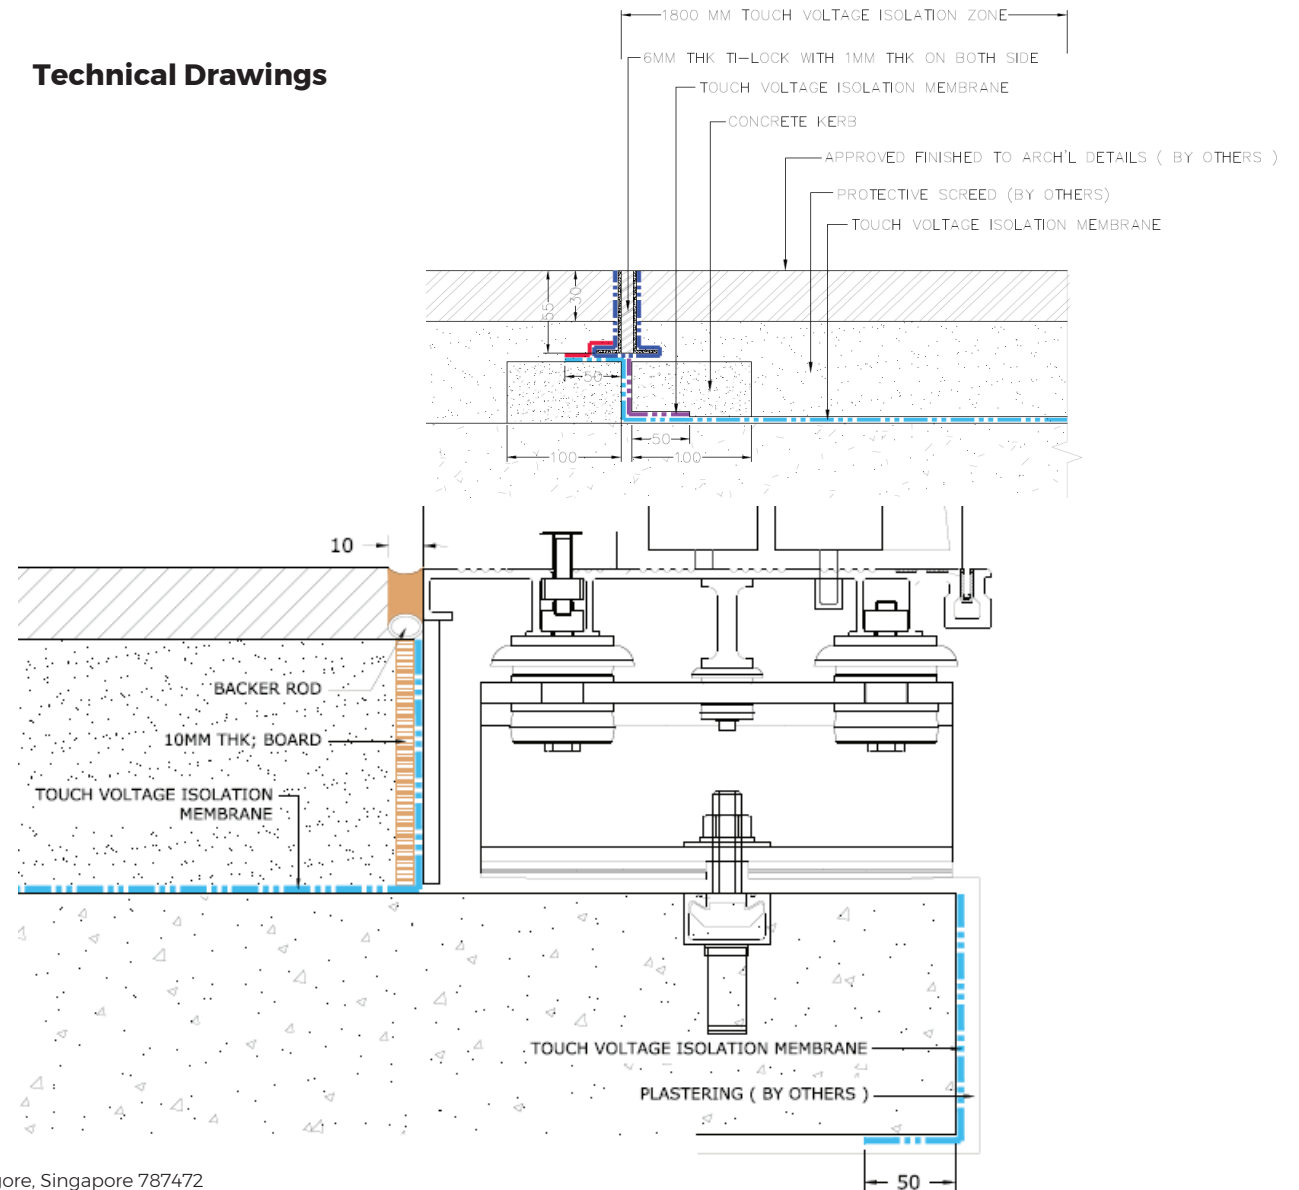 Technical Drawings
1800 MM TOUCH VOLTAGE ISOLATION ZONE
6MM THK TI-LOCK WITH 1MM THK ON BOTH SIDE
TOUCH VOLTAGE ISOLATION MEMBRANE
CONCRETE KERB
APPROVED FINISHED TO ARCH'L DETAILS ( BY OTHERS )
PROTECTIVE SCREED (BY OTHERS)
TOUCH VOLTAGE ISOLATION MEMBRANE
55
30
50
50
100
100
10
BACKER ROD
10MM THK; BOARD
TOUCH VOLTAGE ISOLATION
MEMBRANE
TOUCH VOLTAGE ISOLATION MEMBRANE
PLASTERING ( BY OTHERS )
50
gore, Singapore 787472